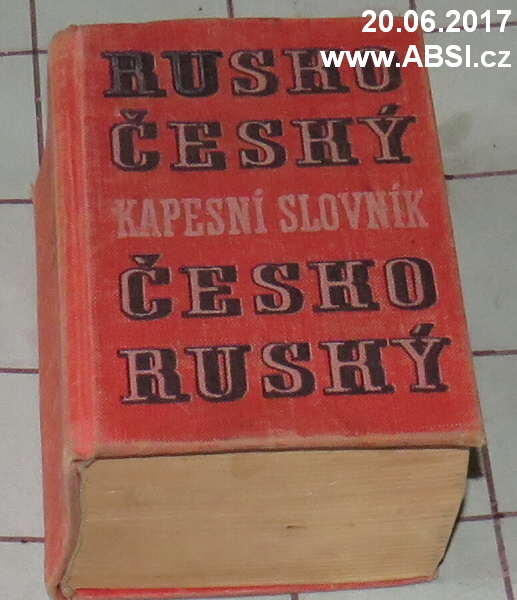 20.06.2017
www.ABSI.cz
RUSKO
ČESKÝ
KAPESNÍ SLOVNÍK
ČESKO
RUSKÝ